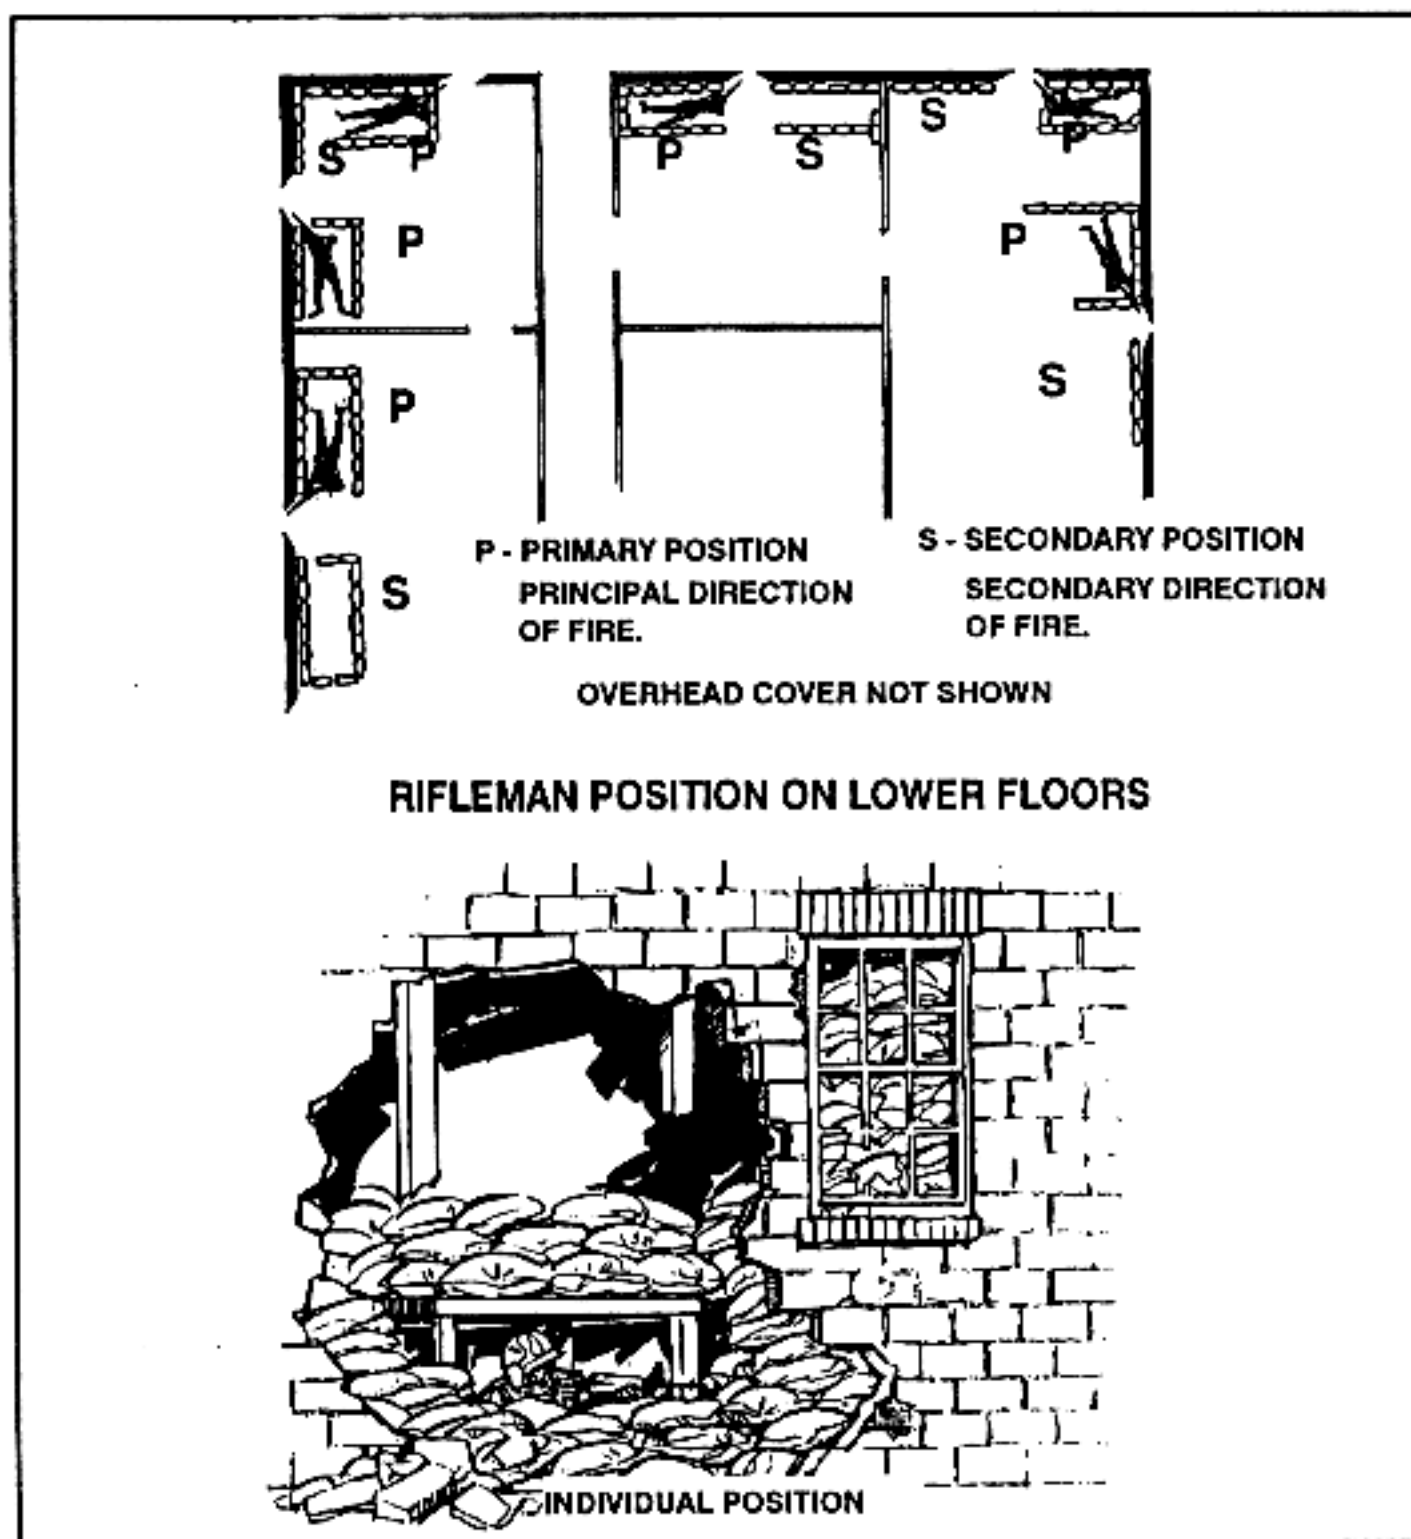 S
P
P
S
S
P
P
P
P
S
S
P - PRIMARY POSITION
PRINCIPAL DIRECTION
OF FIRE.
S - SECONDARY POSITION
SECONDARY DIRECTION
OF FIRE.
OVERHEAD COVER NOT SHOWN
RIFLEMAN POSITION ON LOWER FLOORS
INDIVIDUAL POSITION